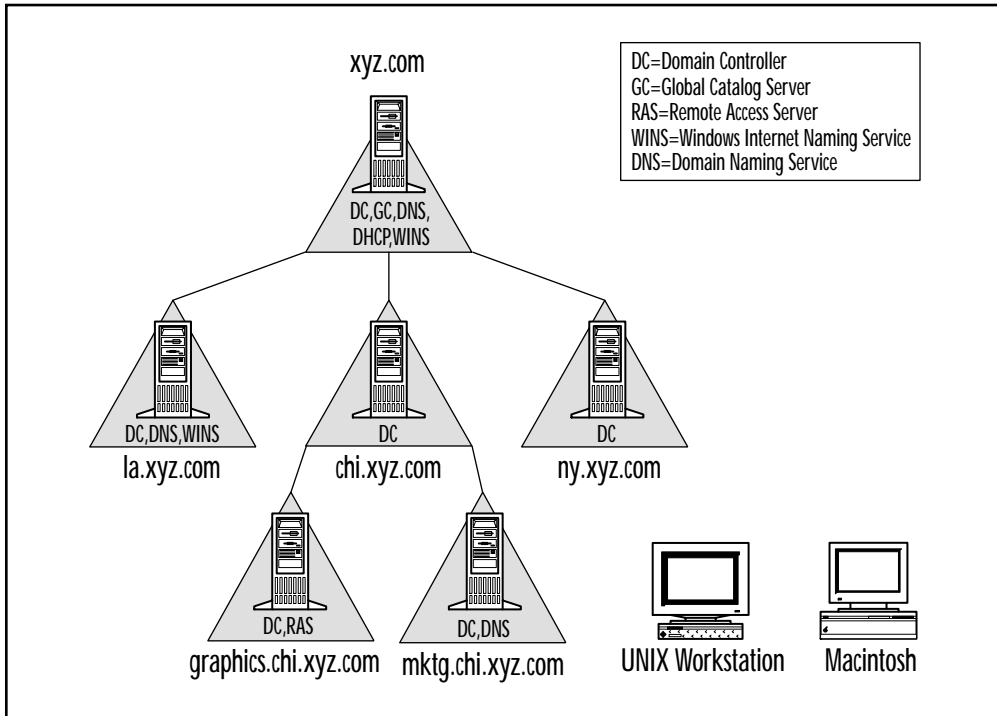 xyz.com
DC=Domain Controller
GC=Global Catalog Server
RAS=Remote Access Server
WINS=Windows Internet Naming Service
DNS=Domain Naming Service
DC,GC,DNS,
DHCP,WINS
DC,DNS,WINS
DC
DC
la.xyz.com
chi.xyz.com
ny.xyz.com
DC,RAS
DC,DNS
graphics.chi.xyz.com
mktg.chi.xyz.com
UNIX Workstation
Macintosh